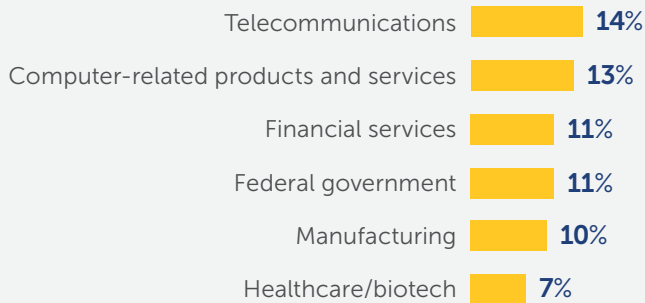 Telecommunications 14%
Computer-related products and services 13%
Financial services 11%
Federal government 11%
Manufacturing 10%
Healthcare/biotech 7%